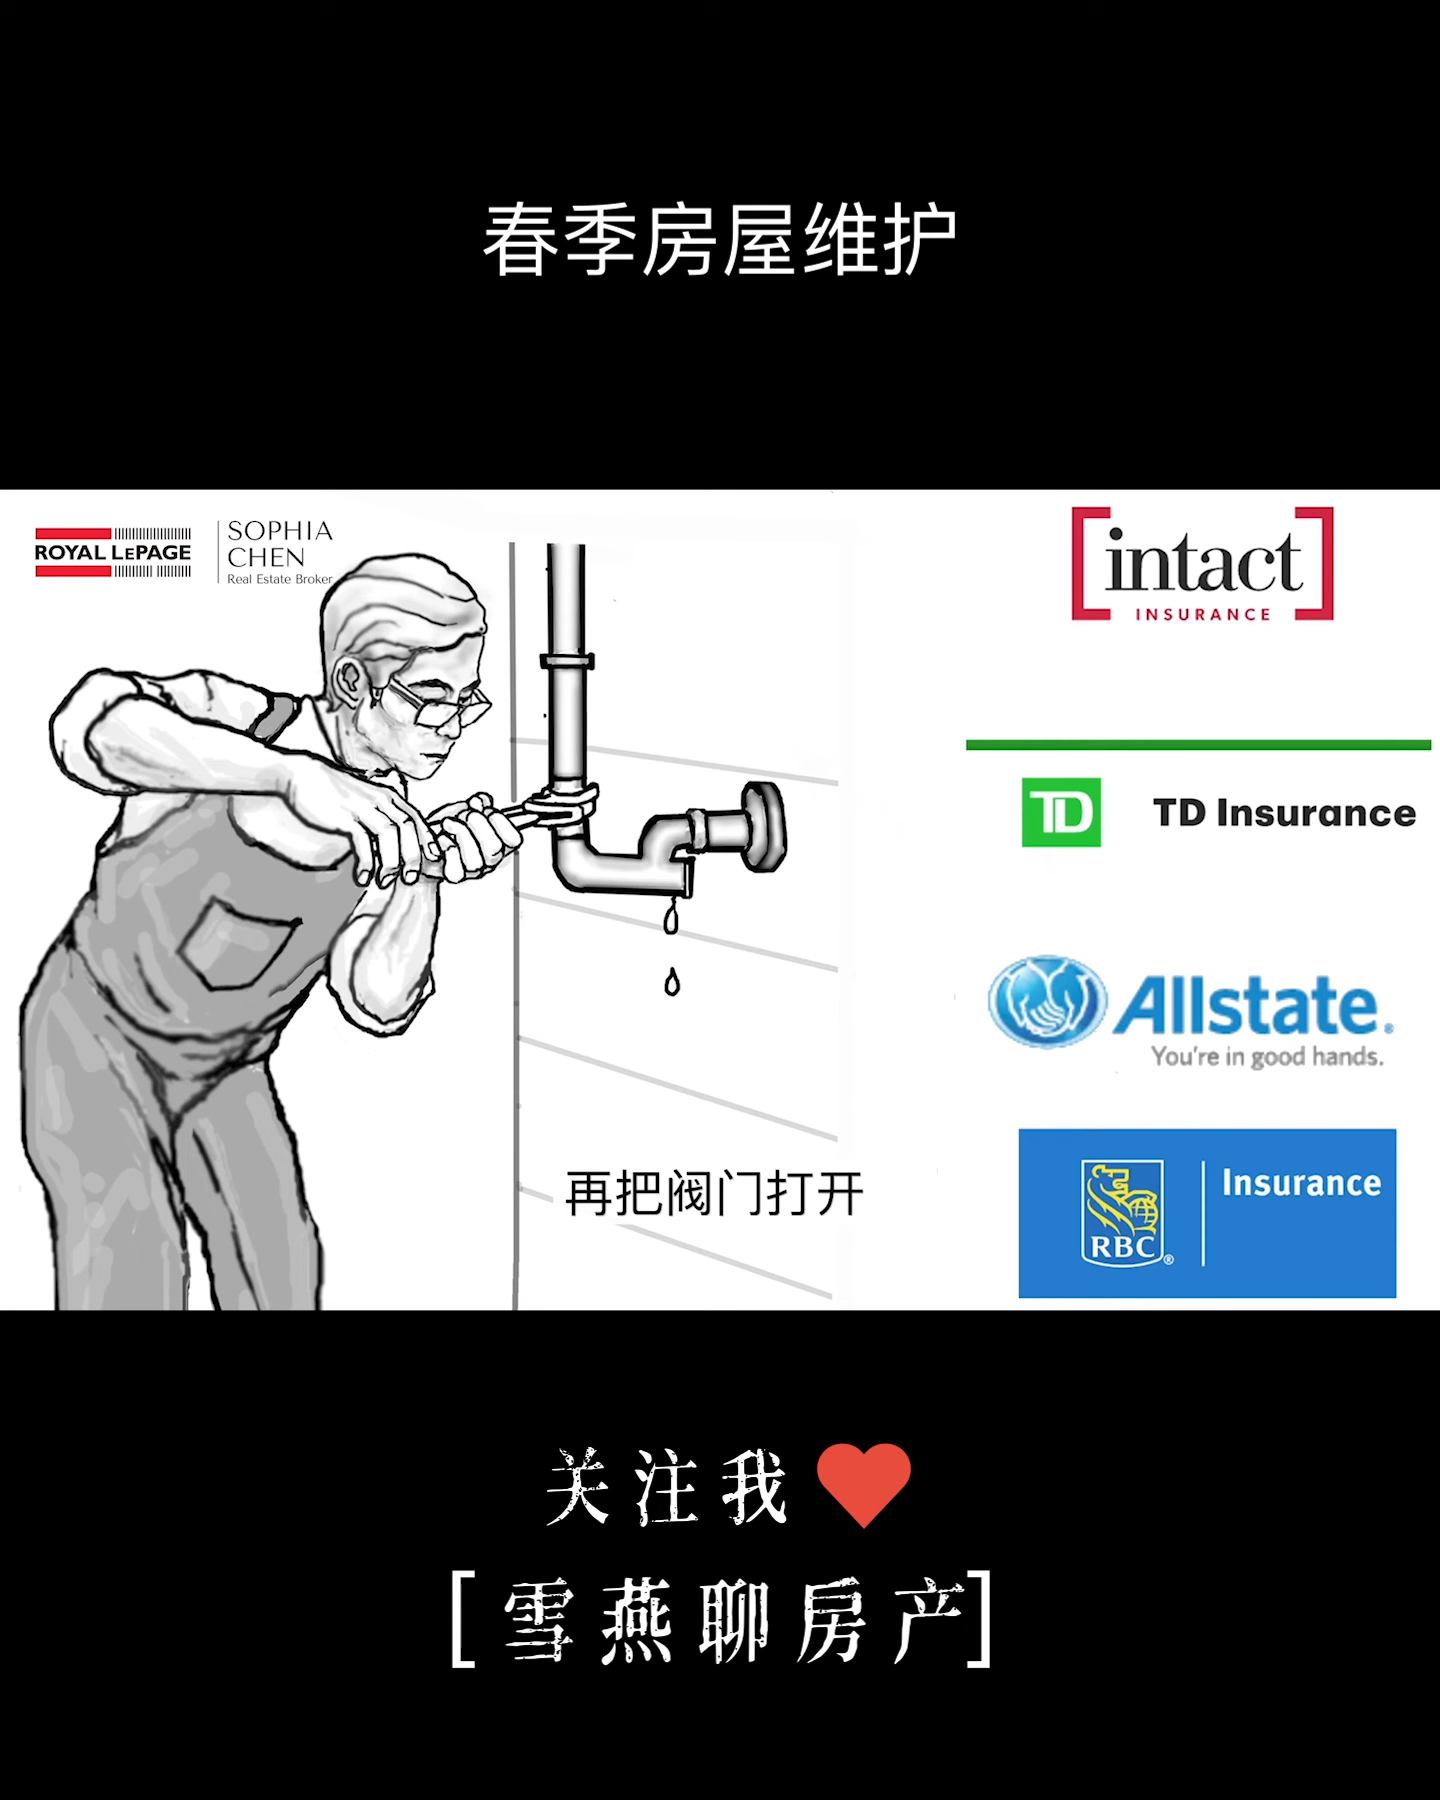 春季房屋维护
ROYAL LEPAGE
SOPHIA
CHEN
Real Estate Broker
intact
INSURANCE
TD
TD Insurance
Allstate.
You're in good hands.
RBC®
Insurance
再把阀门打开
关注我
[雪燕聊房产]